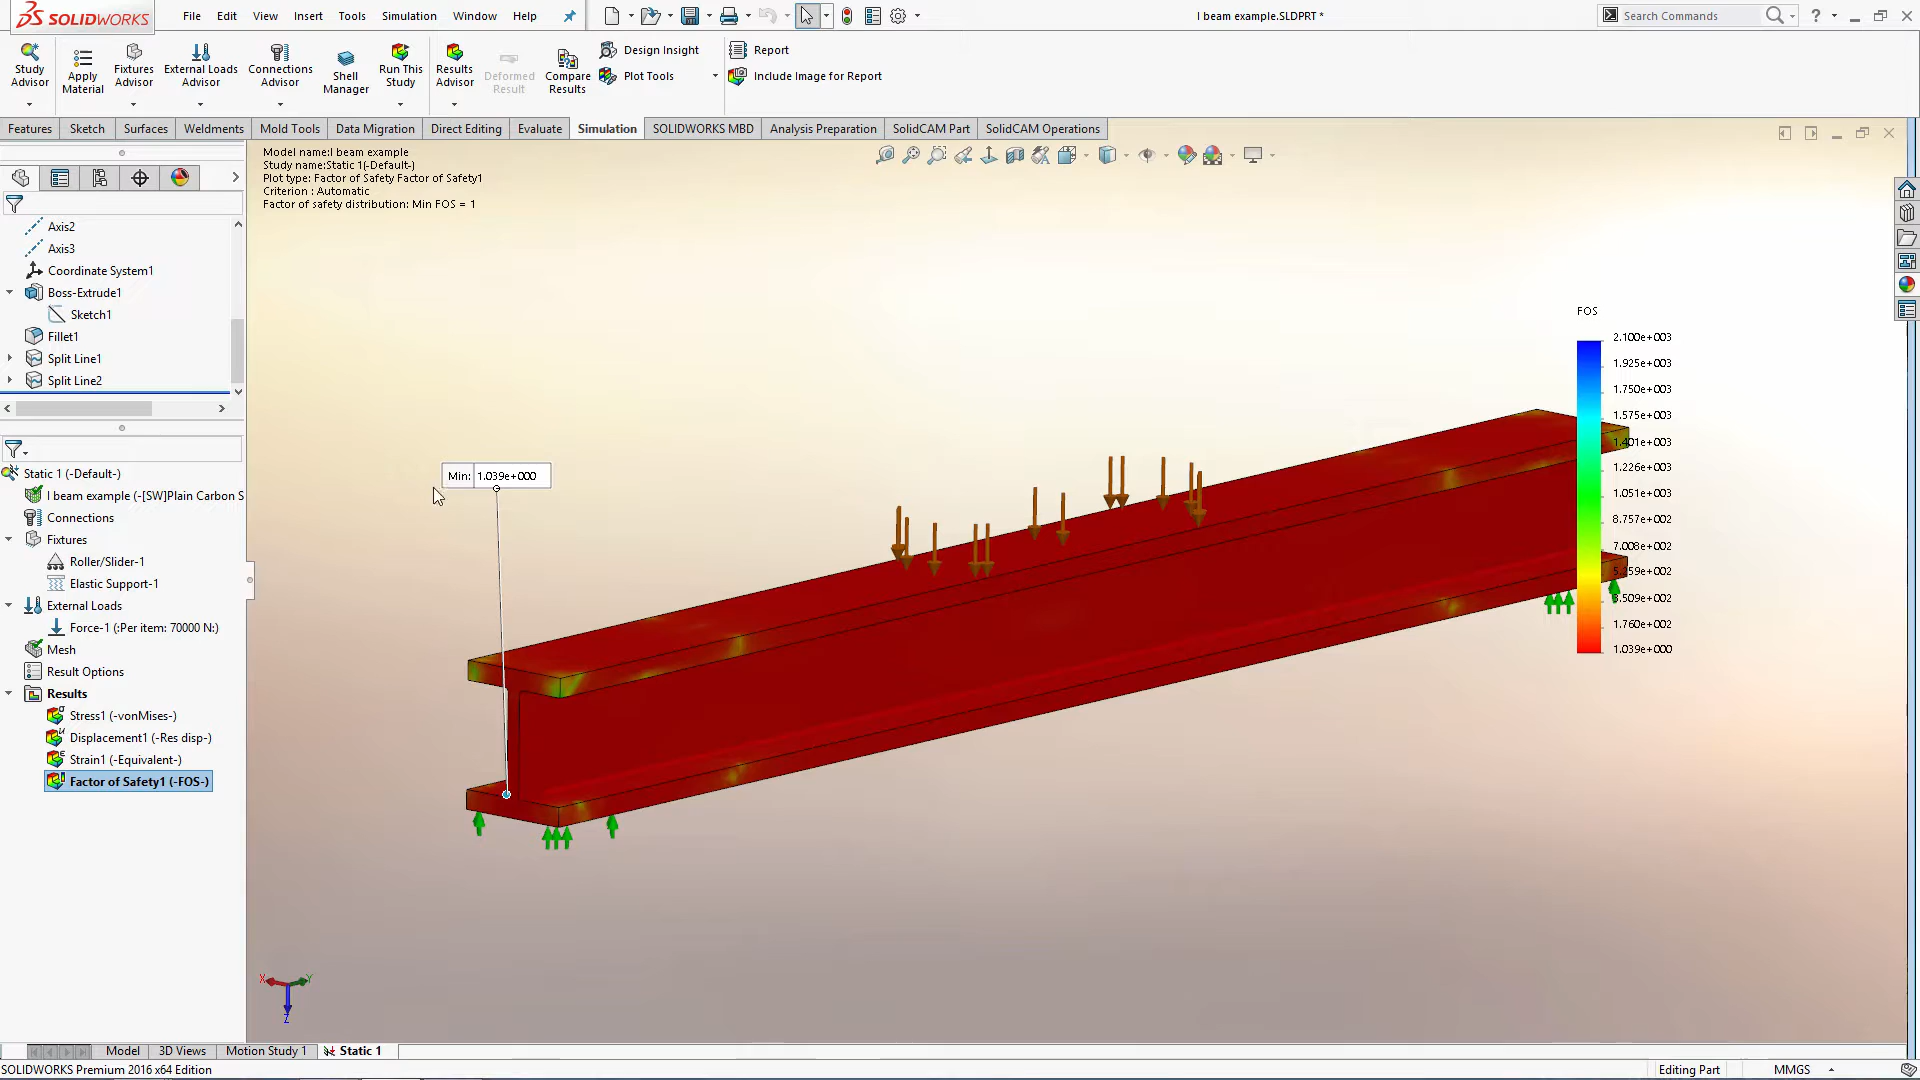 SOLIDWORKS
File Edit View Insert Tools Simulation Window Help
I beam example.SLDPRT *
Search Commands
Study Advisor
Apply Material
Fixtures Advisor
External Loads Advisor
Connections Advisor
Shell Manager
Run This Study
Results Advisor
Deformed Result
Compare Results
Design Insight
Plot Tools
Report
Include Image for Report
Features Sketch Surfaces Weldments Mold Tools Data Migration Direct Editing Evaluate Simulation SOLIDWORKS MBD Analysis Preparation SolidCAM Part SolidCAM Operations
Model name:I beam example
Study name:Static 1(-Default-)
Plot type: Factor of Safety Factor of Safety1
Criterion : Automatic
Factor of safety distribution: Min FOS = 1
Axis2
Axis3
Coordinate System1
Boss-Extrude1
Sketch1
Fillet1
Split Line1
Split Line2
Static 1 (-Default-)
I beam example (-[SW]Plain Carbon S
Connections
Fixtures
Roller/Slider-1
Elastic Support-1
External Loads
Force-1 (:Per item: 70000 N:)
Mesh
Result Options
Results
Stress1 (-vonMises-)
Displacement1 (-Res disp-)
Strain1 (-Equivalent-)
Factor of Safety1 (-FOS-)
Min: 1.039e+000
FOS
2.100e+003
1.925e+003
1.750e+003
1.575e+003
1.401e+003
1.226e+003
1.051e+003
8.757e+002
7.008e+002
5.259e+002
3.509e+002
1.760e+002
1.039e+000
X Y
Z
Model 3D Views Motion Study 1 Static 1
SOLIDWORKS Premium 2016 x64 Edition
Editing Part MMGS